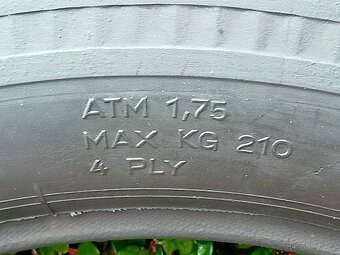 ATM 1,75
MAX KG 210
4 PLY